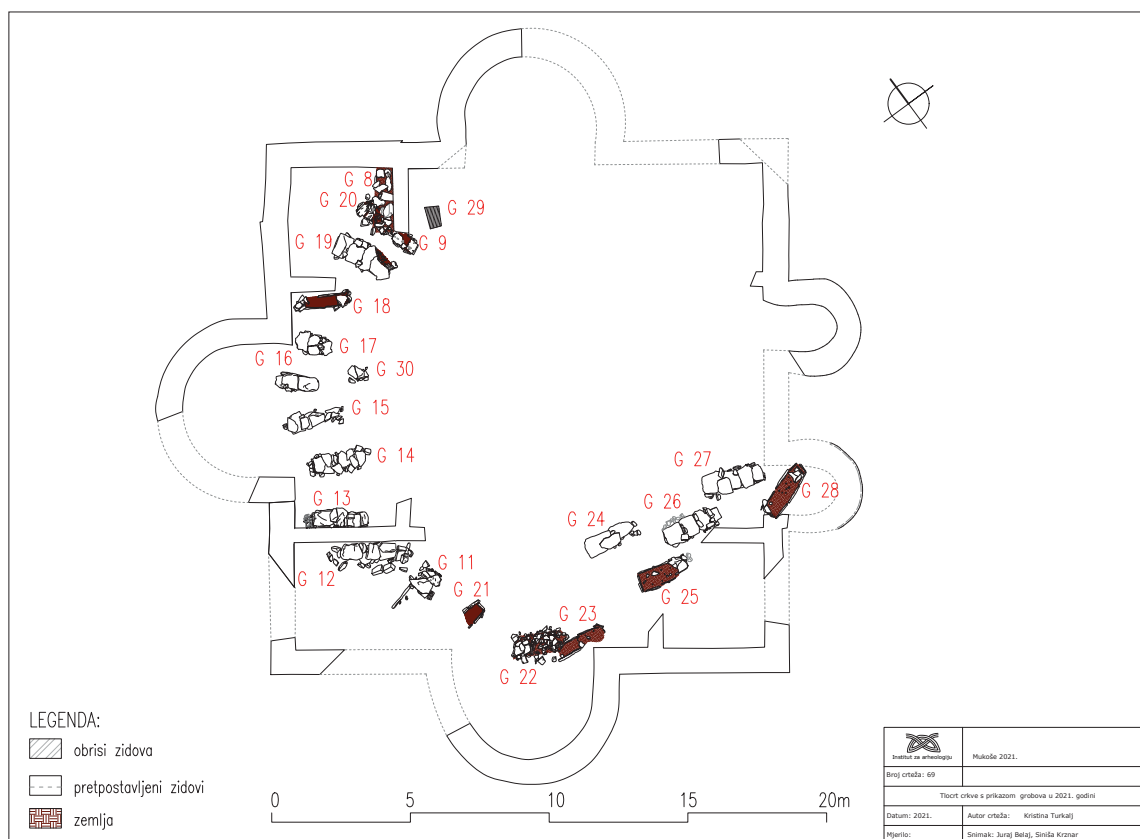 G 8
G 20
G 29
G 19
G 9
G 18
G 17
G 16
G 30
G 15
G 14
G 27
G 28
G 13
G 26
G 24
G 12
G 11
G 25
G 21
G 23
G 22
LEGENDA:
obrisi zidova
pretpostavljeni zidovi
zemlja
0 5 10 15 20m
Institut za arheologiju
Mukoše 2021.
Broj crteža: 69
Tlocrt crkve s prikazom grobova u 2021. godini
Datum: 2021. Autor crteža: Kristina Turkalj
Mjerilo: Snimak: Juraj Belaj, Siniša Krznar